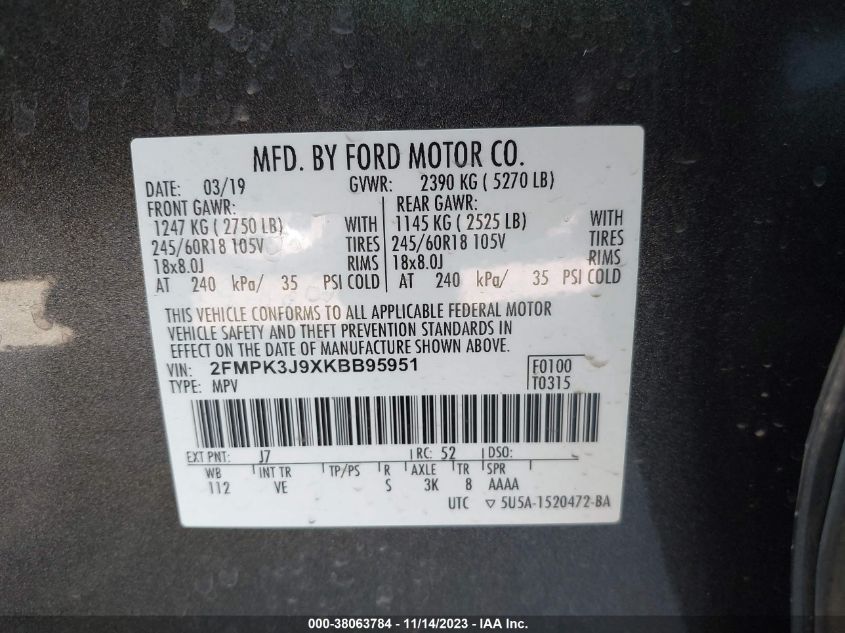 MFD. BY FORD MOTOR CO.
DATE: 03/19 GVWR: 2390 KG ( 5270 LB)
FRONT GAWR: REAR GAWR:
1247 KG ( 2750 LB) WITH 1145 KG ( 2525 LB) WITH
245/60R18 105V TIRES 245/60R18 105V TIRES
18x8.0J RIMS 18x8.0J RIMS
AT 240 kPa/ 35 PSI COLD AT 240 kPa/ 35 PSI COLD
THIS VEHICLE CONFORMS TO ALL APPLICABLE FEDERAL MOTOR
VEHICLE SAFETY AND THEFT PREVENTION STANDARDS IN
EFFECT ON THE DATE OF MANUFACTURE SHOWN ABOVE.
VIN: 2FMPK3J9XKBB95951 F0100
TYPE: MPV T0315
EXT PNT: J7 RC: 52 DSO:
WB INT TR TP/PS R AXLE TR SPR
112 VE S 3K 8 AAAA
UTC ▽ 5U5A-1520472-BA
000-38063784 - 11/14/2023 - IAA Inc.